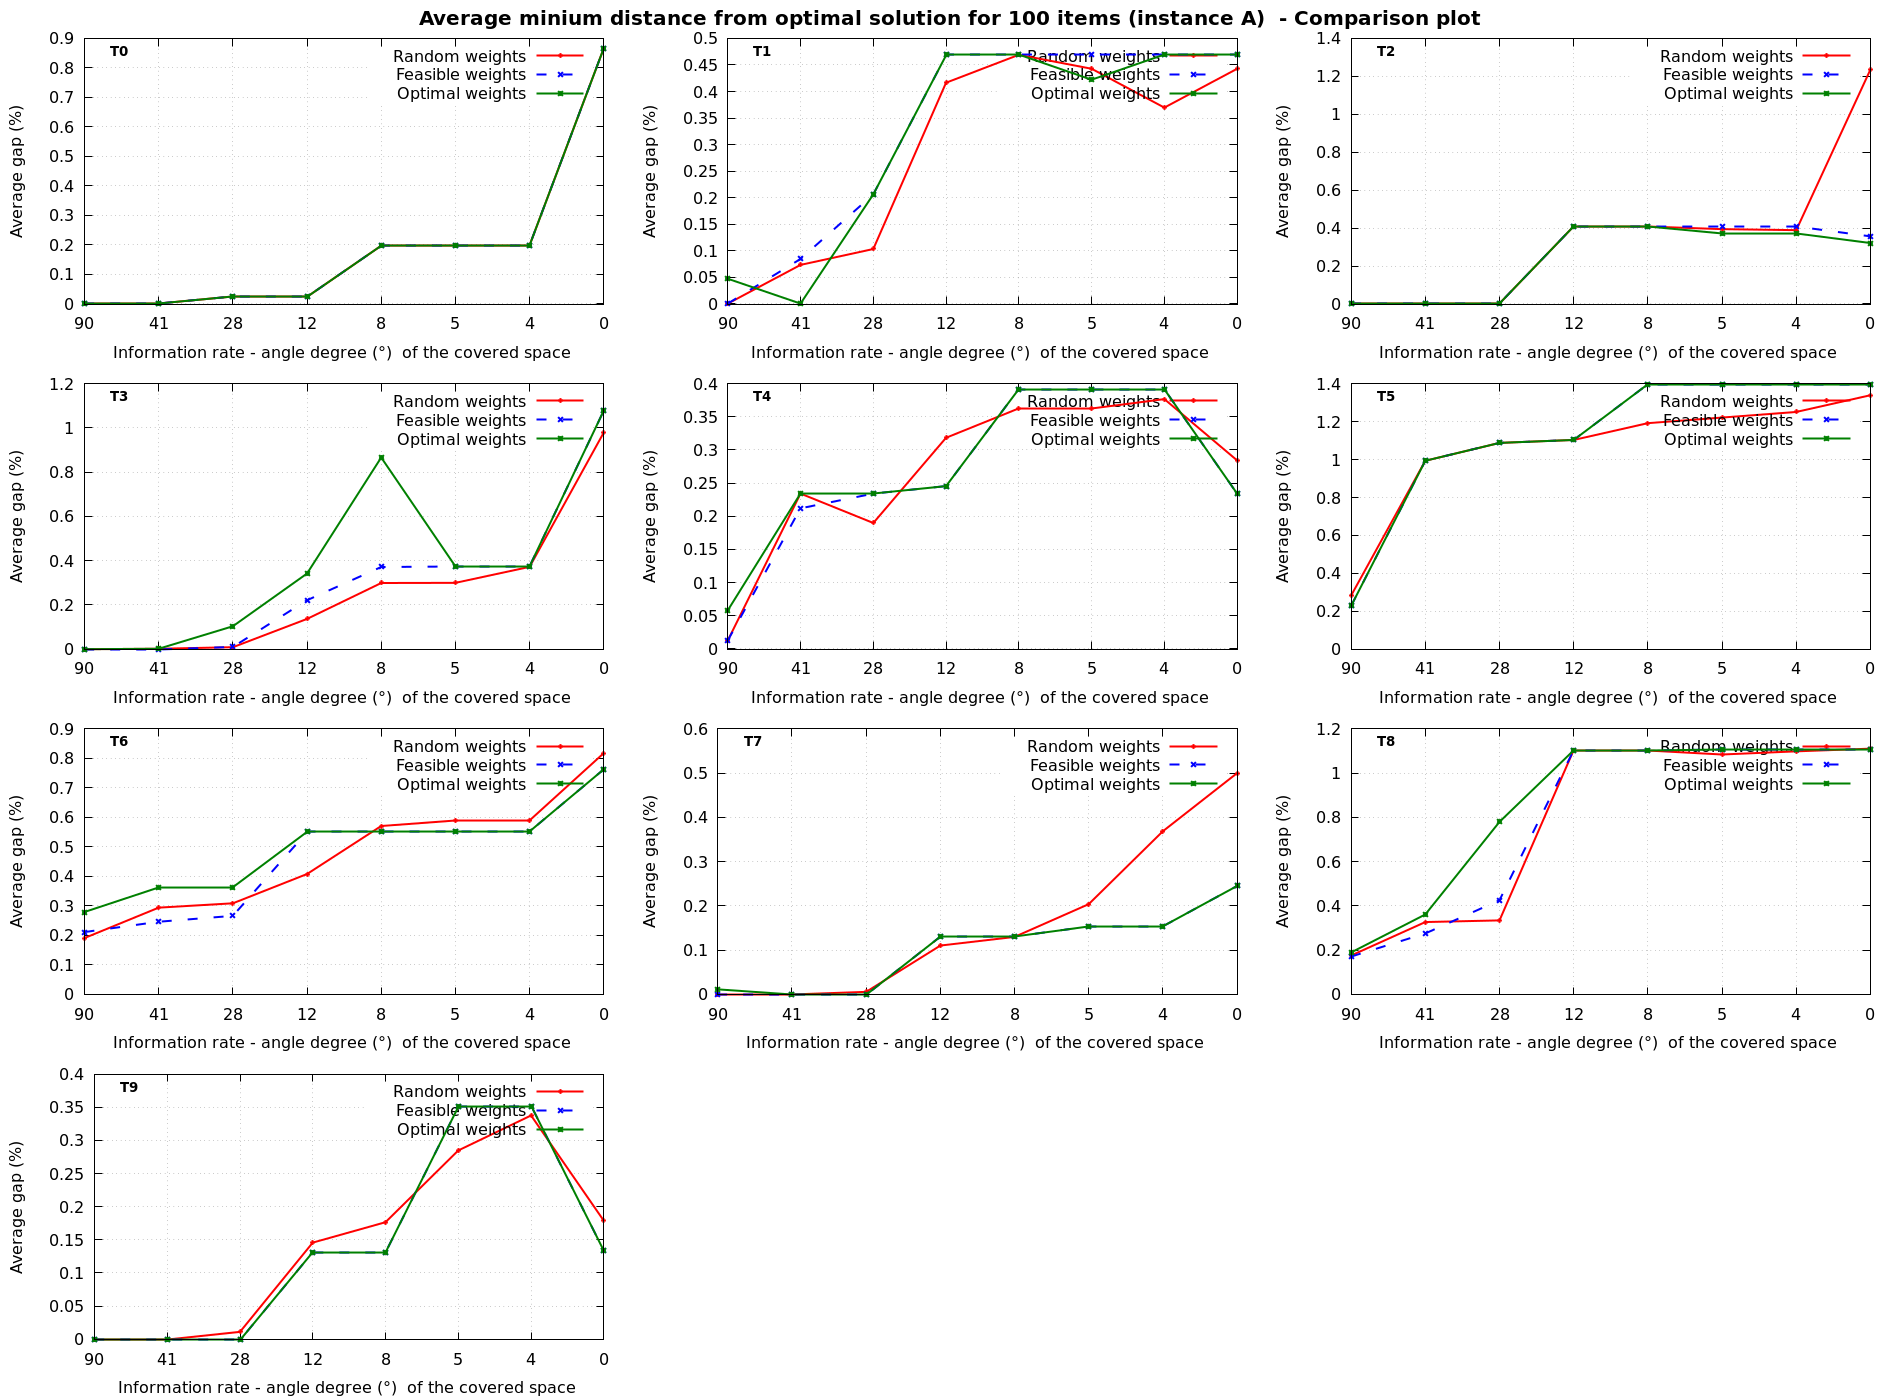 Average minium distance from optimal solution for 100 items (instance A)  - Comparison plot
T0
Random weights
Feasible weights
Optimal weights
Average gap (%)
0.9
0.8
0.7
0.6
0.5
0.4
0.3
0.2
0.1
0
90 41 28 12 8 5 4 0
Information rate - angle degree (°)  of the covered space
T1
Random weights
Feasible weights
Optimal weights
Average gap (%)
0.5
0.45
0.4
0.35
0.3
0.25
0.2
0.15
0.1
0.05
0
90 41 28 12 8 5 4 0
Information rate - angle degree (°)  of the covered space
T2
Random weights
Feasible weights
Optimal weights
Average gap (%)
1.4
1.2
1
0.8
0.6
0.4
0.2
0
90 41 28 12 8 5 4 0
Information rate - angle degree (°)  of the covered space
T3
Random weights
Feasible weights
Optimal weights
Average gap (%)
1.2
1
0.8
0.6
0.4
0.2
0
90 41 28 12 8 5 4 0
Information rate - angle degree (°)  of the covered space
T4
Random weights
Feasible weights
Optimal weights
Average gap (%)
0.4
0.35
0.3
0.25
0.2
0.15
0.1
0.05
0
90 41 28 12 8 5 4 0
Information rate - angle degree (°)  of the covered space
T5
Random weights
Feasible weights
Optimal weights
Average gap (%)
1.4
1.2
1
0.8
0.6
0.4
0.2
0
90 41 28 12 8 5 4 0
Information rate - angle degree (°)  of the covered space
T6
Random weights
Feasible weights
Optimal weights
Average gap (%)
0.9
0.8
0.7
0.6
0.5
0.4
0.3
0.2
0.1
0
90 41 28 12 8 5 4 0
Information rate - angle degree (°)  of the covered space
T7
Random weights
Feasible weights
Optimal weights
Average gap (%)
0.6
0.5
0.4
0.3
0.2
0.1
0
90 41 28 12 8 5 4 0
Information rate - angle degree (°)  of the covered space
T8
Random weights
Feasible weights
Optimal weights
Average gap (%)
1.2
1
0.8
0.6
0.4
0.2
0
90 41 28 12 8 5 4 0
Information rate - angle degree (°)  of the covered space
T9
Random weights
Feasible weights
Optimal weights
Average gap (%)
0.4
0.35
0.3
0.25
0.2
0.15
0.1
0.05
0
90 41 28 12 8 5 4 0
Information rate - angle degree (°)  of the covered space